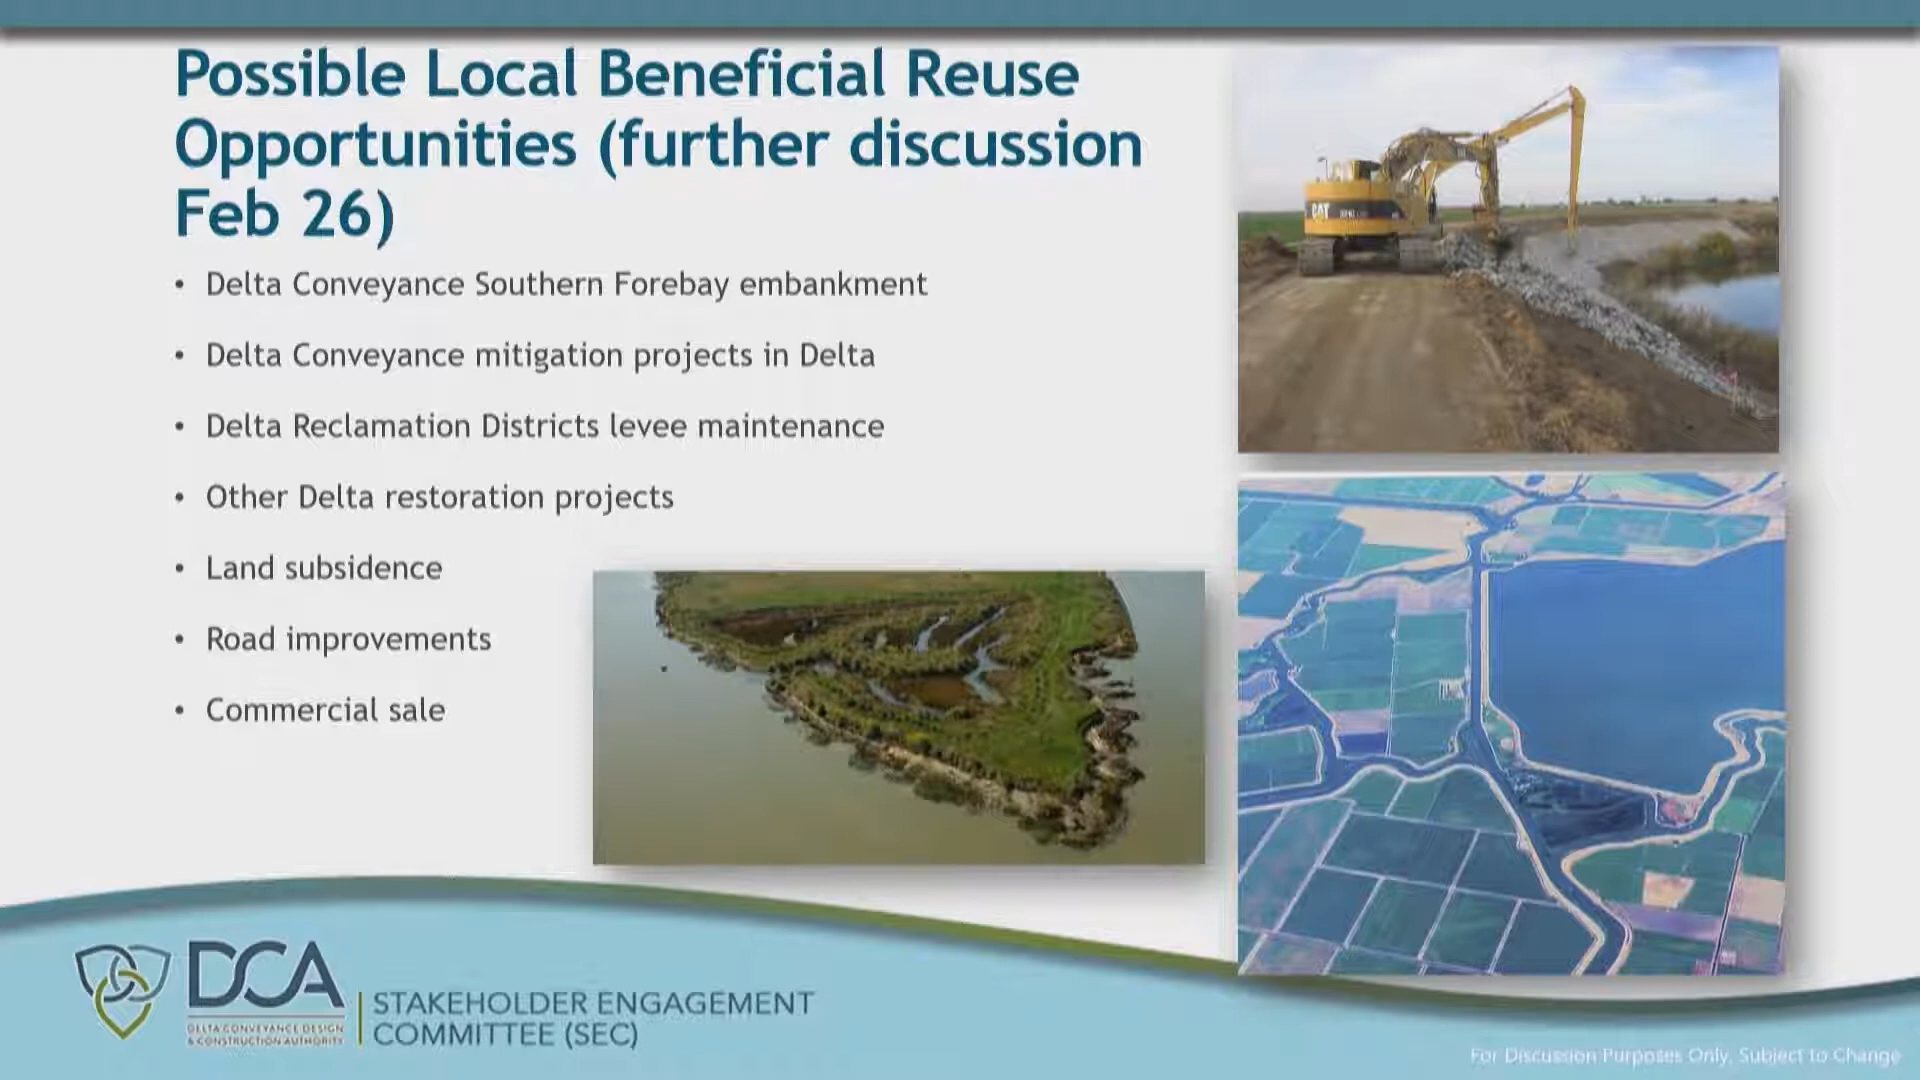 Possible Local Beneficial Reuse
Opportunities (further discussion
Feb 26)
• Delta Conveyance Southern Forebay embankment
• Delta Conveyance mitigation projects in Delta
• Delta Reclamation Districts levee maintenance
• Other Delta restoration projects
• Land subsidence
• Road improvements
• Commercial sale
CAT
DCA
DELTA CONVEYANCE DESIGN
& CONSTRUCTION AUTHORITY
STAKEHOLDER ENGAGEMENT
COMMITTEE (SEC)
For Discussion Purposes Only, Subject to Change